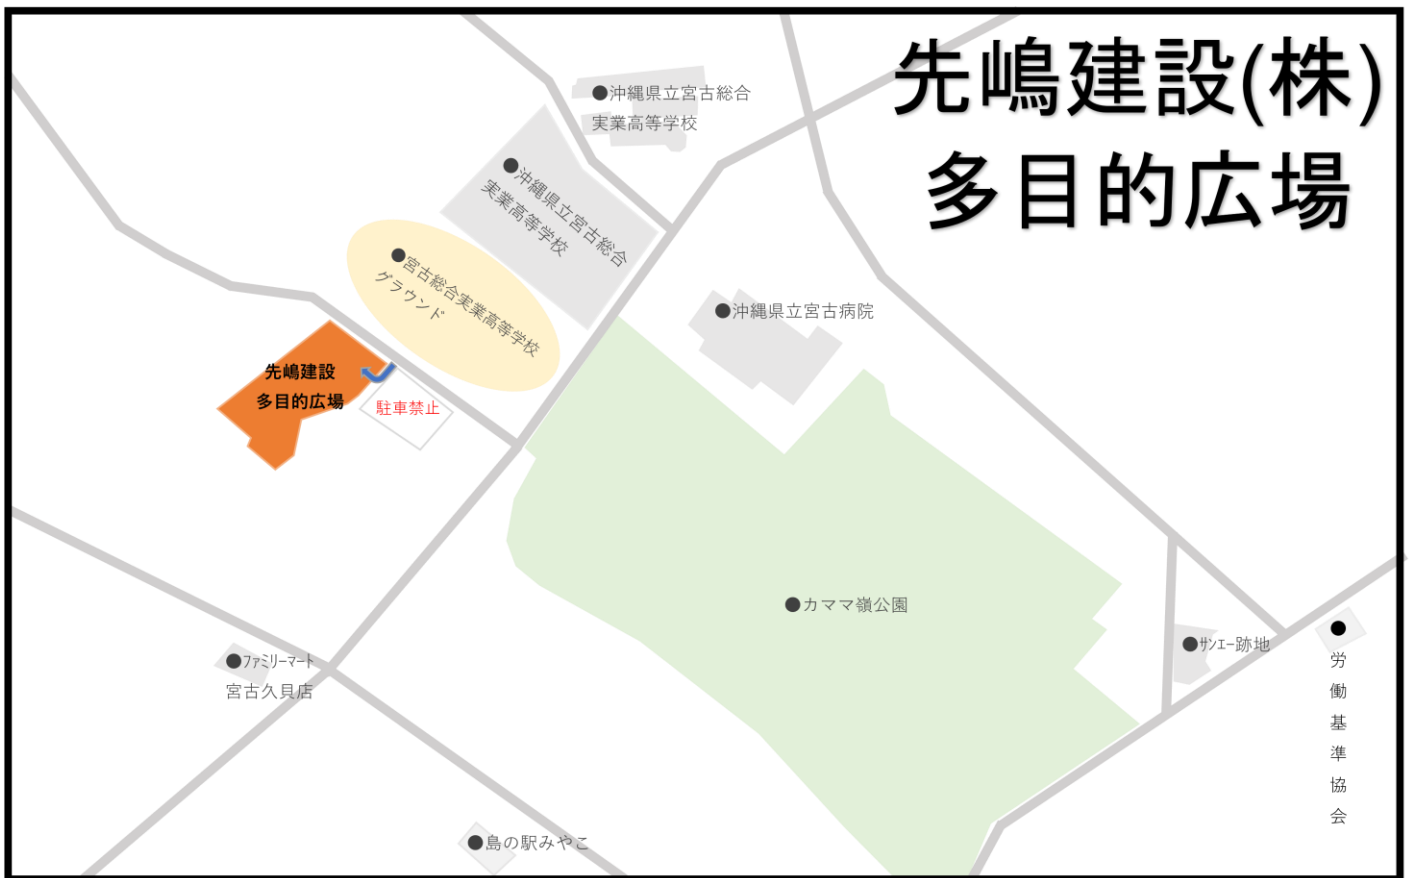 先嶋建設(株)
多目的広場
●沖縄県立宮古総合
実業高等学校
●沖縄県立宮古総合
実業高等学校
●宮古総合実業高等学校
グラウンド
●沖縄県立宮古病院
先嶋建設
多目的広場
駐車禁止
●カママ嶺公園
●ｻﾝｴｰ跡地
●
労
働
基
準
協
会
●ﾌｧﾐﾘｰﾏｰﾄ
宮古久貝店
●島の駅みやこ